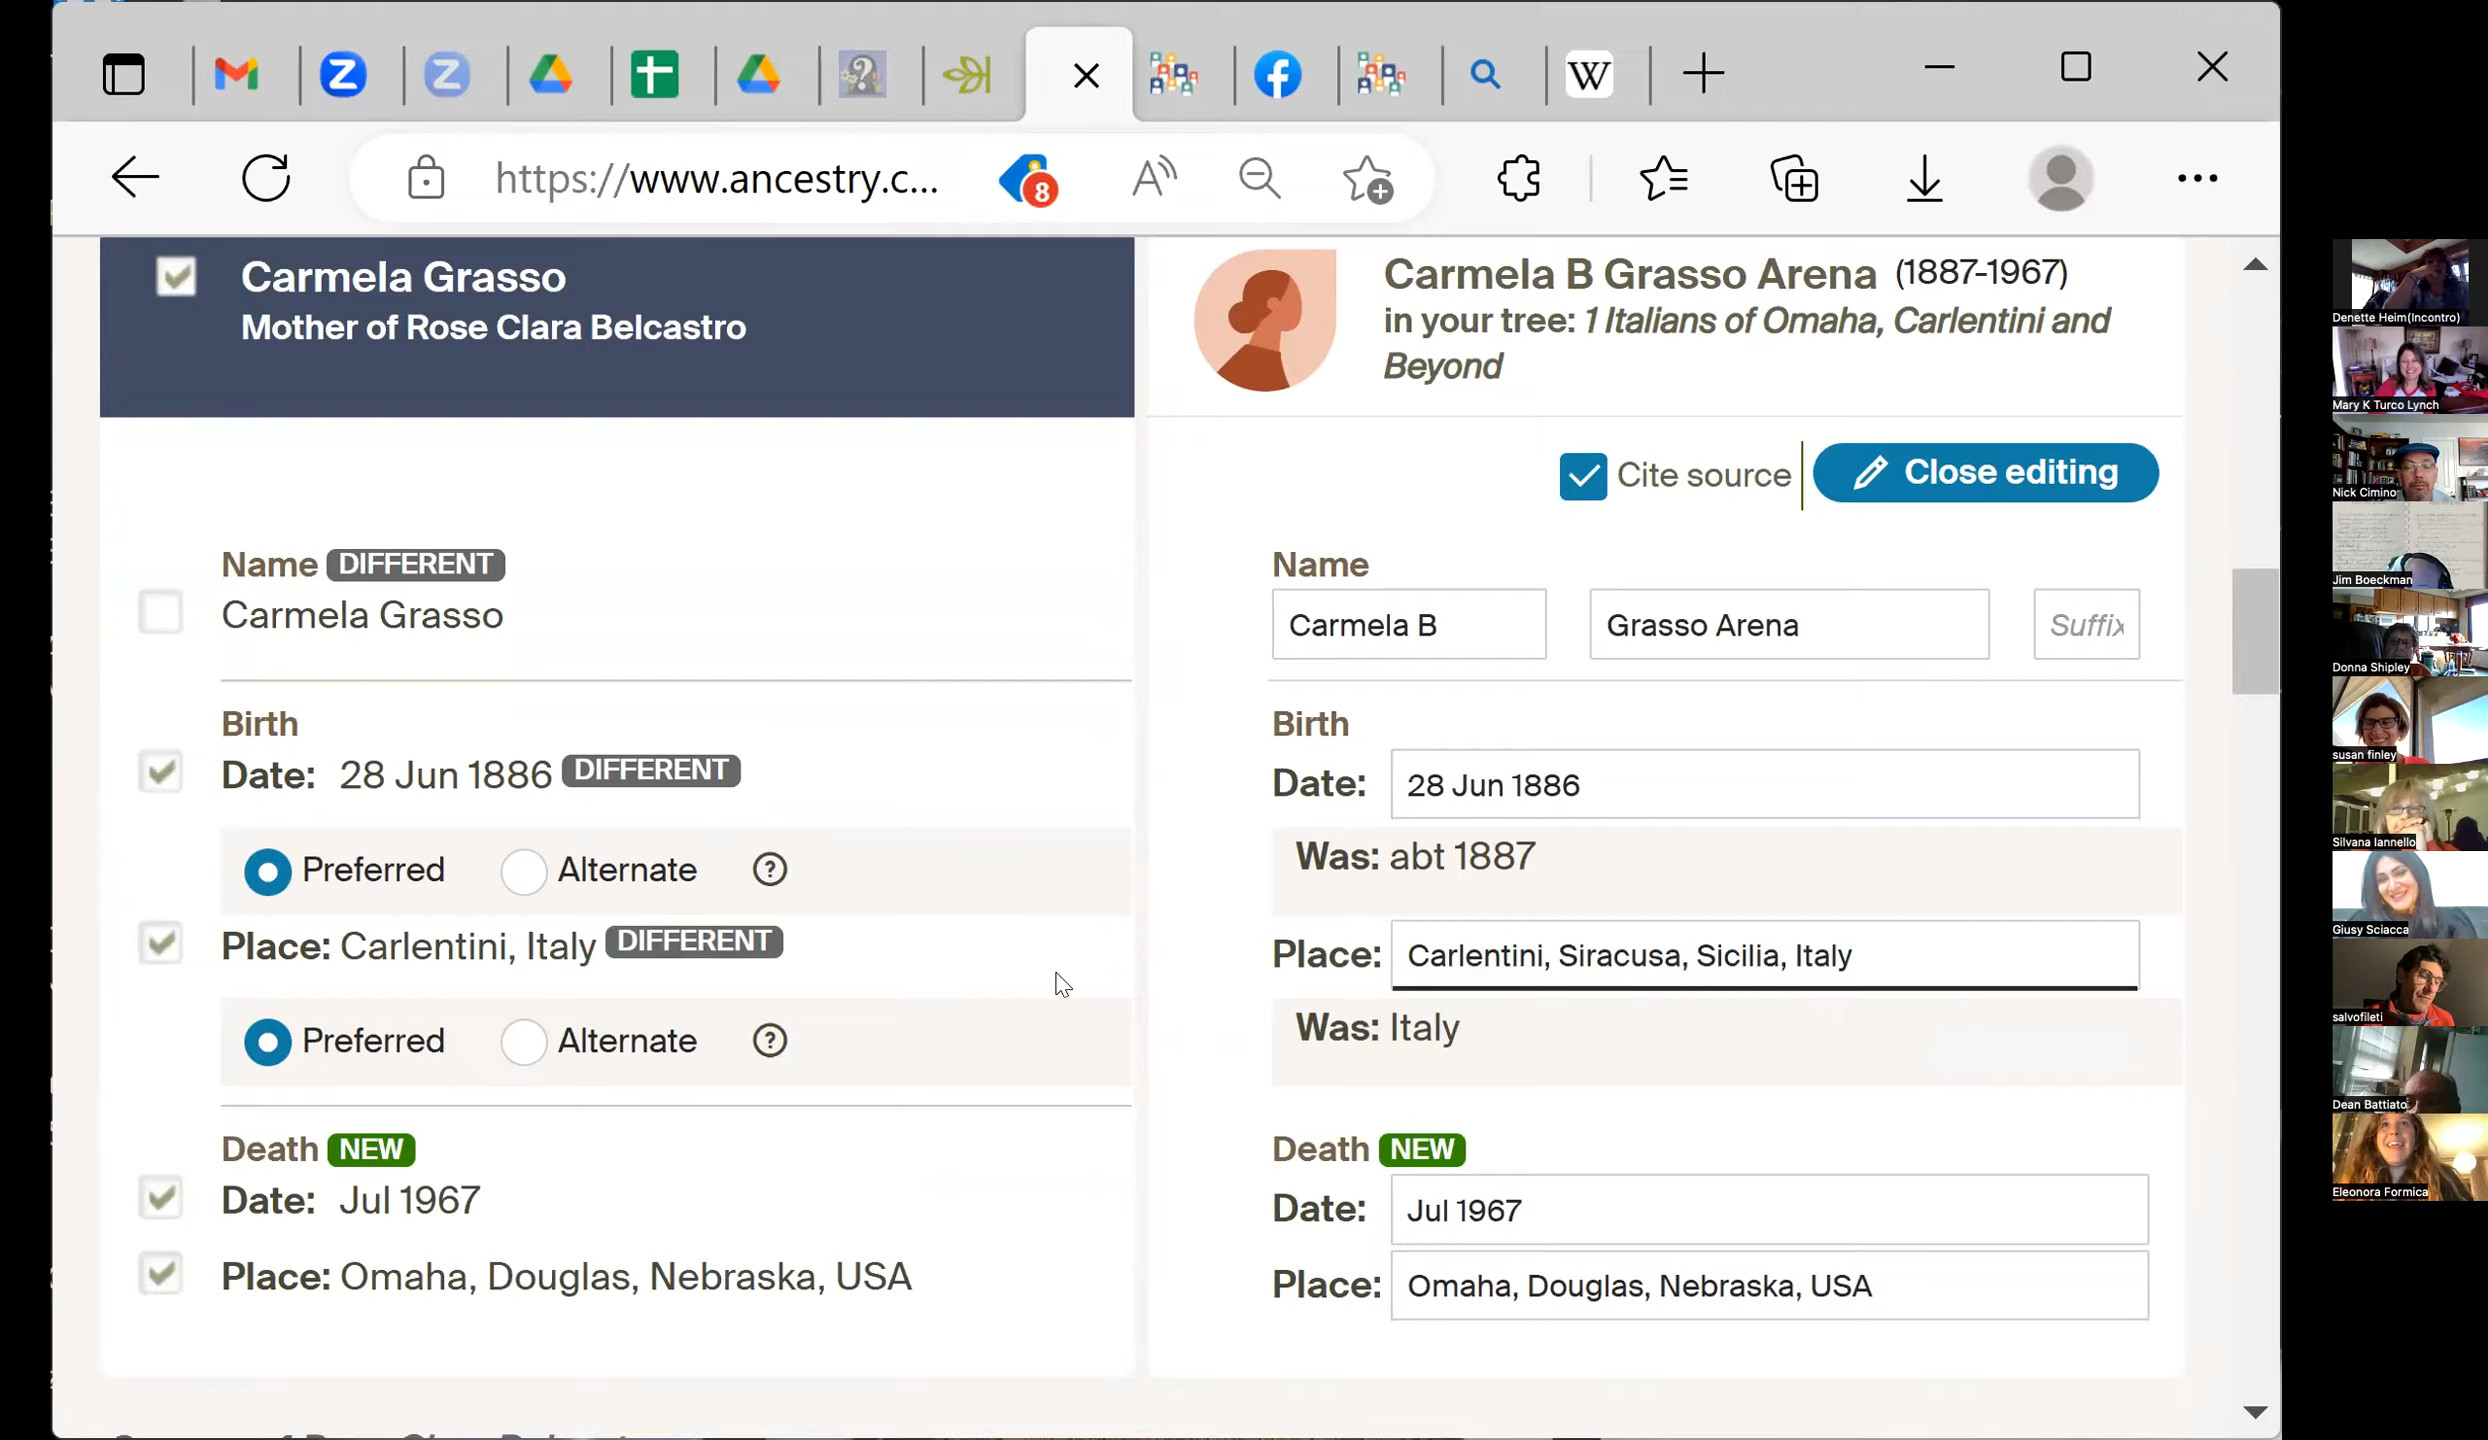 https://www.ancestry.c...
8
Carmela Grasso
Mother of Rose Clara Belcastro
Carmela B Grasso Arena (1887-1967)
in your tree: 1 Italians of Omaha, Carlentini and
Beyond
Cite source
Close editing
Name DIFFERENT
Carmela Grasso
Name
Carmela B
Grasso Arena
Suffix
Birth
Date: 28 Jun 1886 DIFFERENT
Preferred
Alternate
?
Place: Carlentini, Italy DIFFERENT
Preferred
Alternate
?
Birth
Date: 28 Jun 1886
Was: abt 1887
Place: Carlentini, Siracusa, Sicilia, Italy
Was: Italy
Death NEW
Date: Jul 1967
Place: Omaha, Douglas, Nebraska, USA
Death NEW
Date: Jul 1967
Place: Omaha, Douglas, Nebraska, USA
Denette Heim(Incontro)
Mary K Turco Lynch
Nick Cimino
Jim Boeckman
Donna Shipley
susan finley
Silvana Iannello
Giusy Sciacca
salvofileti
Dean Battiato
Eleonora Formica